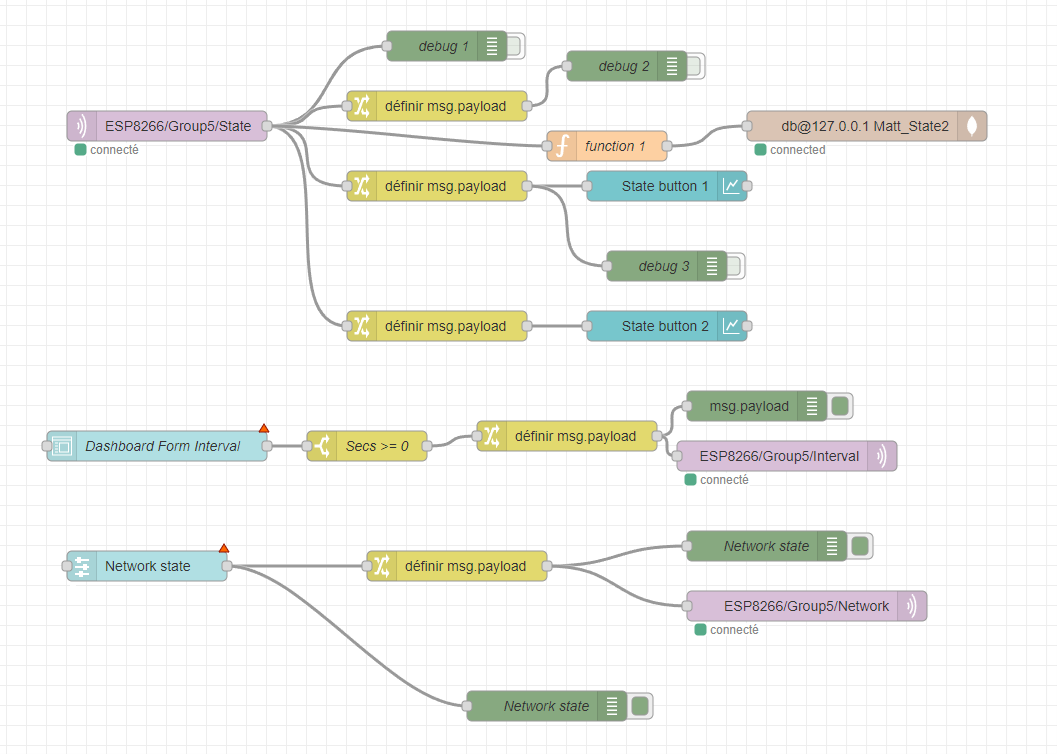 debug 1
debug 2
définir msg.payload
ESP8266/Group5/State
connecté
function 1
db@127.0.0.1 Matt_State2
connected
définir msg.payload
State button 1
debug 3
définir msg.payload
State button 2
msg.payload
Dashboard Form Interval
Secs >= 0
définir msg.payload
ESP8266/Group5/Interval
connecté
Network state
Network state
définir msg.payload
ESP8266/Group5/Network
connecté
Network state